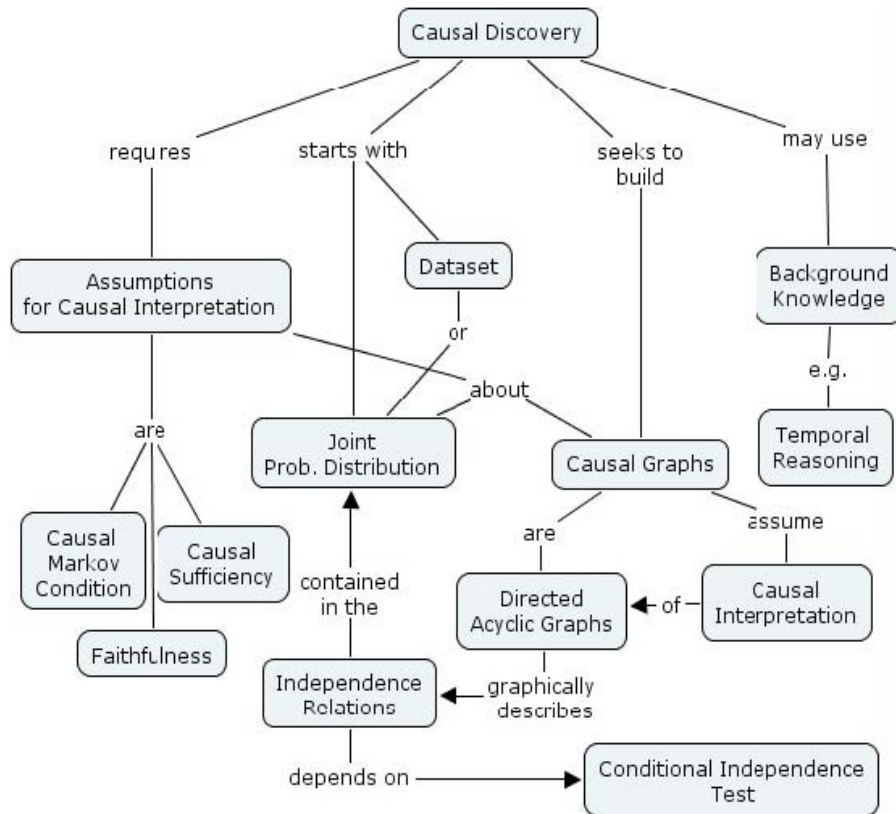 Causal Discovery
requires
starts with
seeks to
build
may use
Assumptions
for Causal Interpretation
Dataset
Background
Knowledge
or
about
e.g.
are
Joint
Prob. Distribution
Causal Graphs
Temporal
Reasoning
Causal
Markov
Condition
Causal
Sufficiency
Faithfulness
contained
in the
are
assume
Directed
Acyclic Graphs
of
Causal
Interpretation
Independence
Relations
graphically
describes
depends on
Conditional Independence
Test